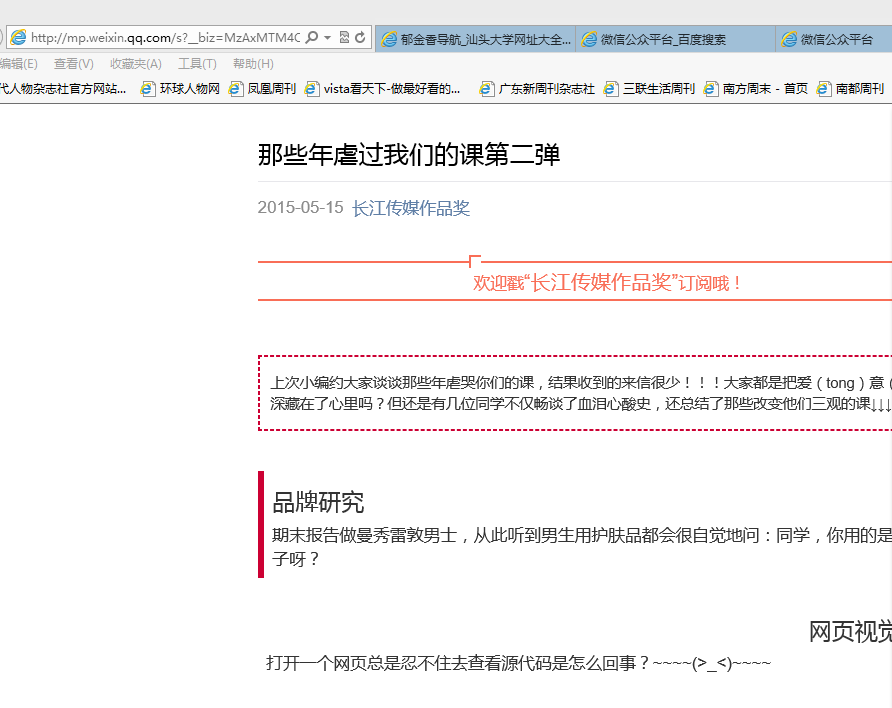 http://mp.weixin.qq.com/s?__biz=MzAxMTM4C
郁金香导航_汕头大学网址大全...
微信公众平台_百度搜索
微信公众平台
编辑(E) 查看(V) 收藏夹(A) 工具(T) 帮助(H)
代人物杂志社官方网站... 环球人物网 凤凰周刊 vista看天下-做最好看的... 广东新周刊杂志社 三联生活周刊 南方周末 - 首页 南都周刊
那些年虐过我们的课第二弹
2015-05-15 长江传媒作品奖
欢迎戳“长江传媒作品奖”订阅哦！
上次小编约大家谈谈那些年虐哭你们的课，结果收到的来信很少！！！大家都是把爱（tong）意（
深藏在了心里吗？但还是有几位同学不仅畅谈了血泪心酸史，还总结了那些改变他们三观的课↓↓↓
品牌研究
期末报告做曼秀雷敦男士，从此听到男生用护肤品都会很自觉地问：同学，你用的是
子呀？
网页视觉
打开一个网页总是忍不住去查看源代码是怎么回事？~~~~(>_<)~~~~